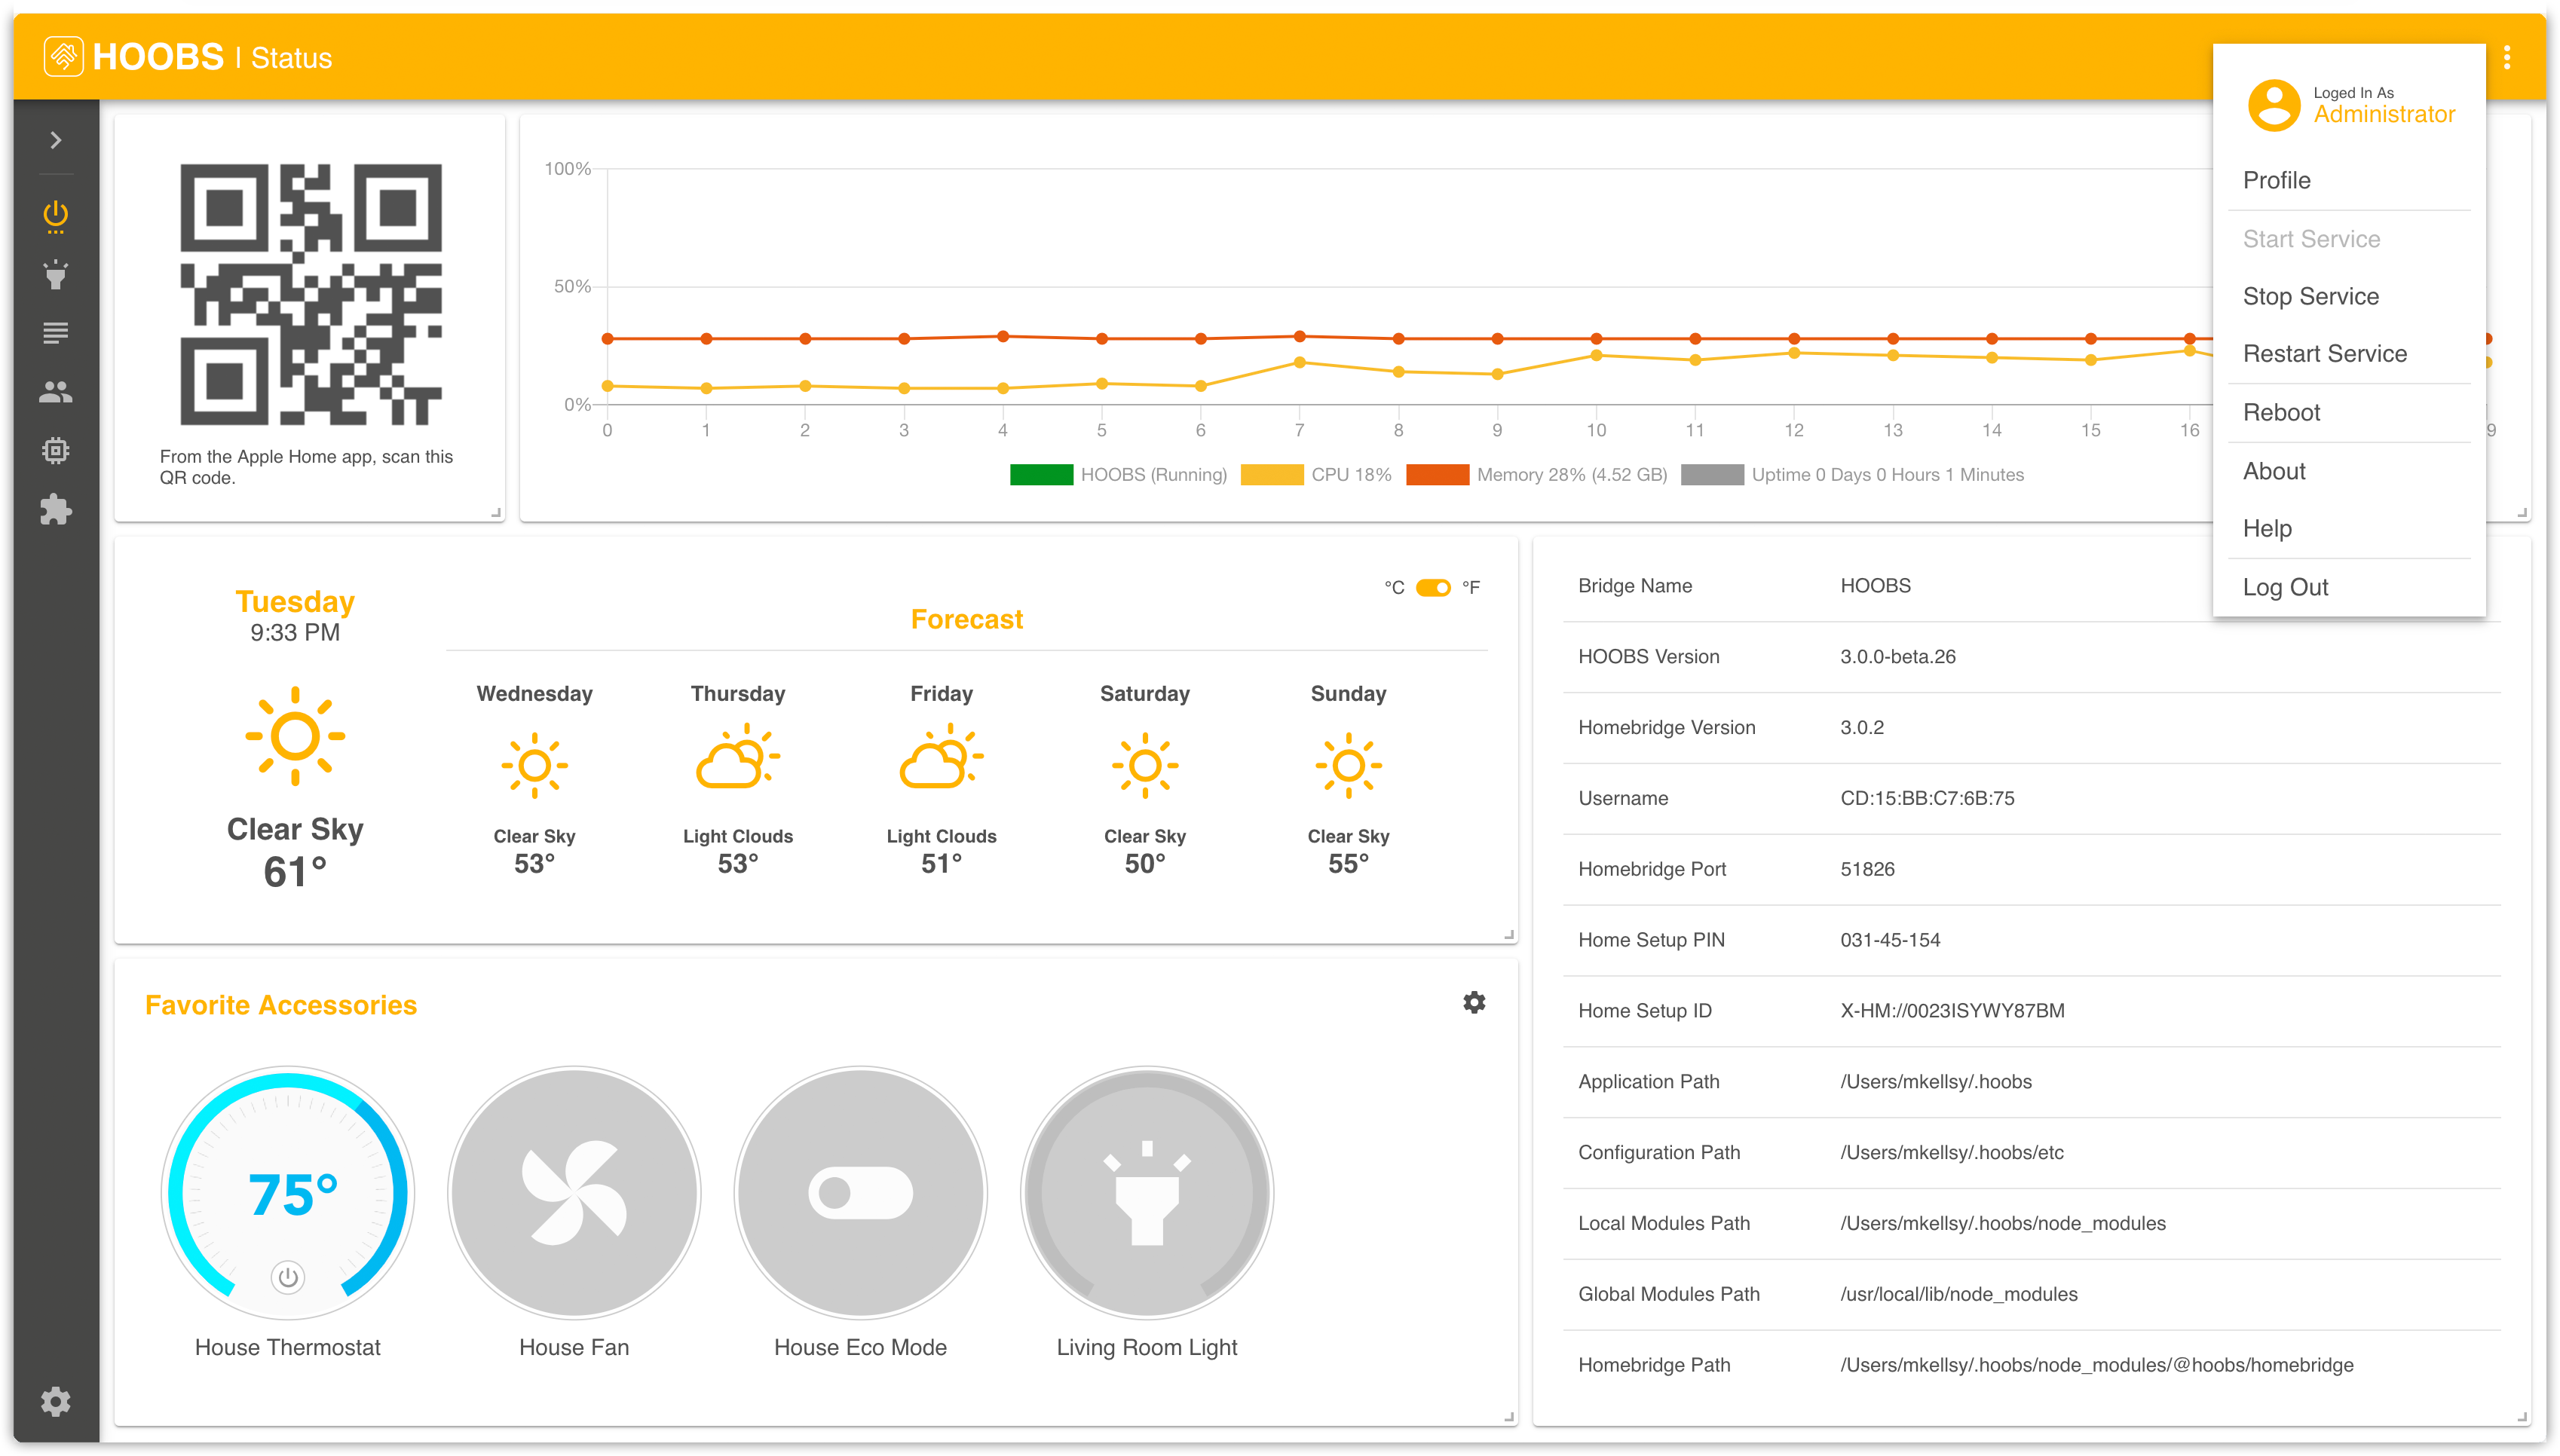 HOOBS | Status
Loged In As
Administrator
Profile
Start Service
Stop Service
Restart Service
Reboot
About
Help
Log Out
From the Apple Home app, scan this
QR code.
100%
50%
0%
0 1 2 3 4 5 6 7 8 9 10 11 12 13 14 15 16 9
HOOBS (Running) CPU 18% Memory 28% (4.52 GB) Uptime 0 Days 0 Hours 1 Minutes
Tuesday
9:33 PM
Clear Sky
61°
°C °F
Forecast
Wednesday Thursday Friday Saturday Sunday
Clear Sky Light Clouds Light Clouds Clear Sky Clear Sky
53° 53° 51° 50° 55°
Favorite Accessories
75°
House Thermostat House Fan House Eco Mode Living Room Light
Bridge Name HOOBS
HOOBS Version 3.0.0-beta.26
Homebridge Version 3.0.2
Username CD:15:BB:C7:6B:75
Homebridge Port 51826
Home Setup PIN 031-45-154
Home Setup ID X-HM://0023ISYWY87BM
Application Path /Users/mkellsy/.hoobs
Configuration Path /Users/mkellsy/.hoobs/etc
Local Modules Path /Users/mkellsy/.hoobs/node_modules
Global Modules Path /usr/local/lib/node_modules
Homebridge Path /Users/mkellsy/.hoobs/node_modules/@hoobs/homebridge